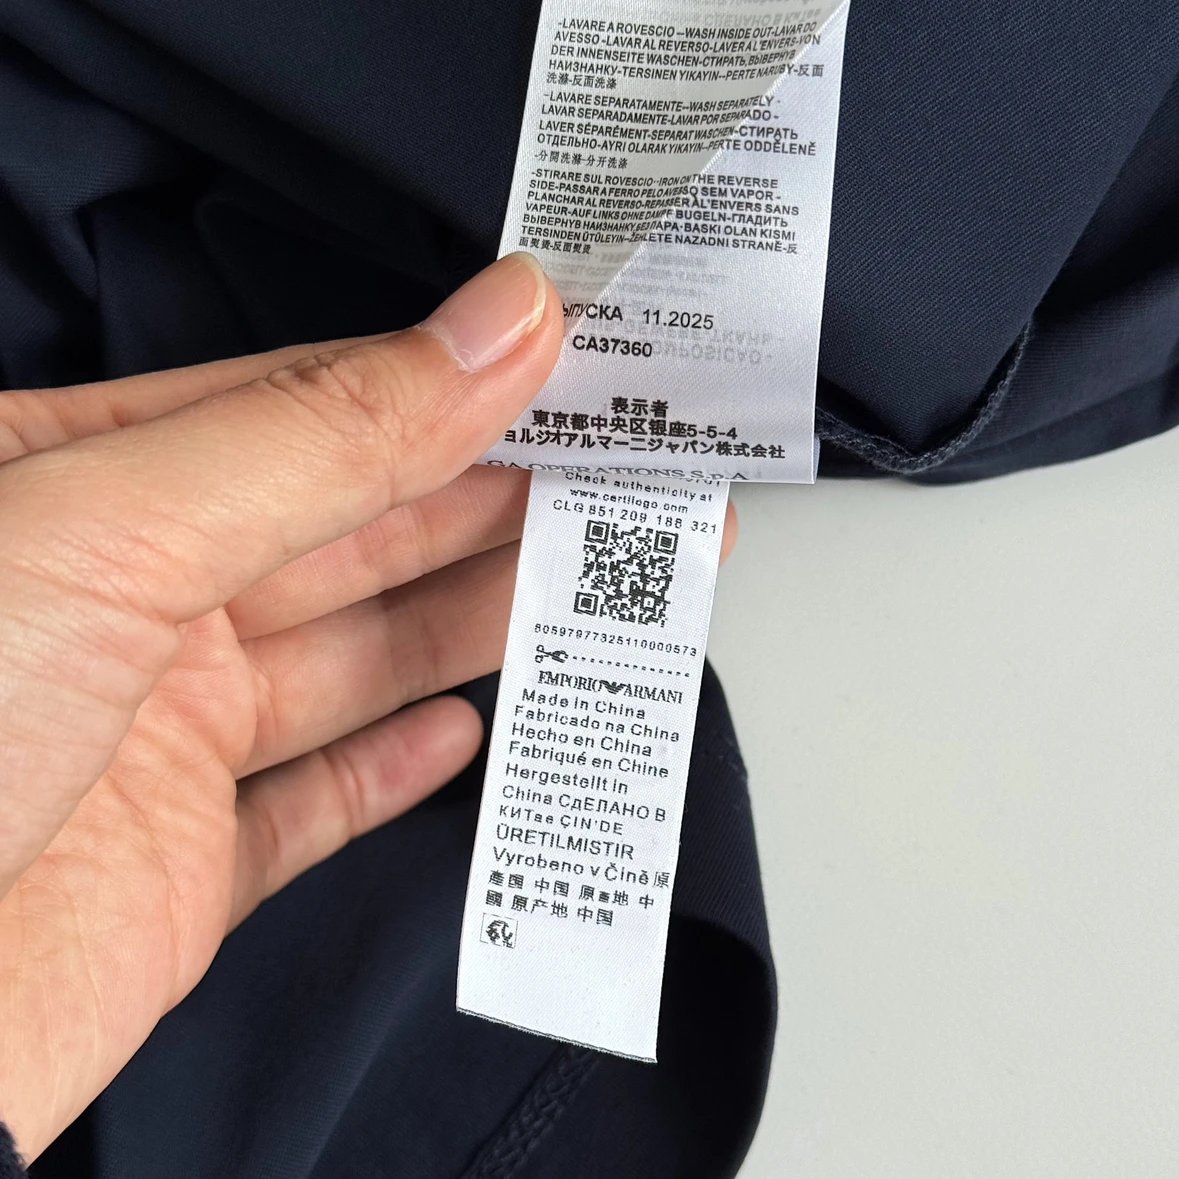 -LAVARE A ROVESCIO--WASH INSIDE OUT-LAVAR DO
AVESSO-LAVAR AL REVERSO-LAVER A L'ENVERS-VON
DER INNENSEITE WASCHEN-СТИРАТЬ, ВЫВЕРНУВ
НАИЗНАНКУ-TERSINEN YIKAYIN--PERTE NARUBY-反面
洗滌-反面洗涤
-LAVARE SEPARATAMENTE--WASH SEPARATELY-
LAVAR SEPARADAMENTE-LAVAR POR SEPARADO-
LAVER SÉPARÉMENT-SEPARAT WASCHEN-СТИРАТЬ
ОТДЕЛЬНО-AYRI OLARAK YIKAYIN--PERTE ODDĚLENĚ
-分開洗滌-分开洗涤
-STIRARE SUL ROVESCIO--IRON ON THE REVERSE
SIDE-PASSAR A FERRO PELO AVESSO SEM VAPOR-
PLANCHAR AL REVERSO-REPASSER À L'ENVERS SANS
VAPEUR-AUF LINKS OHNE DAMPF BUGELN-ГЛАДИТЬ
ВЫВЕРНУВ НАИЗНАНКУ, БЕЗ ПАРА-BASKI OLAN KISMI
TERSINDEN ÜTÜLEYIN--ŽEHLETE NAZADNI STRANĚ-反
面熨烫-反面熨烫
ЫПУСКА 11.2025
CA37360
表示者
東京都中央区銀座5-5-4
ョルジオアルマーニジャパン株式会社
GA OPERATIONS S.p.A
Check authenticity at
www.certilogo.com
CLG 851 209 188 321
80597977325110000573
EMPORIO ARMANI
Made in China
Fabricado na China
Hecho en China
Fabriqué en Chine
Hergestellt in
China СДЕЛАНО В
КИТае ÇIN'DE
ÜRETILMISTIR
Vyrobeno v Číně 原
產国 中国 原產地 中
國 原产地 中国